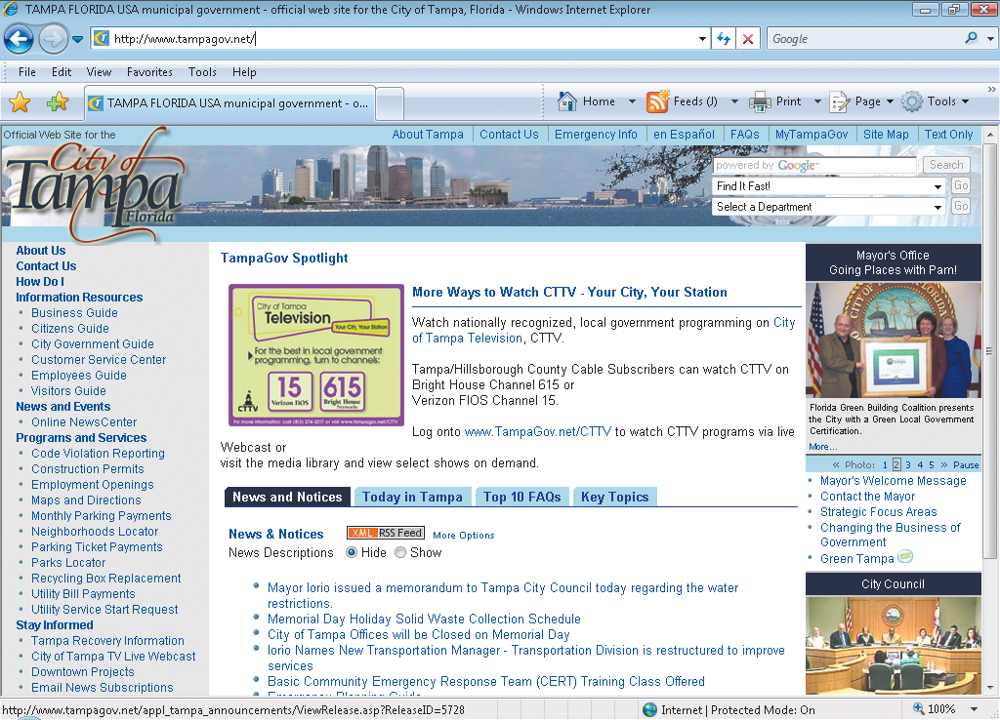 TAMPA FLORIDA USA municipal government - official web site for the City of Tampa, Florida - Windows Internet Explorer
http://www.tampagov.net/
Google
File Edit View Favorites Tools Help
TAMPA FLORIDA USA municipal government - o...
Home Feeds (J) Print Page Tools
Official Web Site for the
About Tampa Contact Us Emergency Info en Español FAQs MyTampaGov Site Map Text Only
City of
Tampa
Florida
powered by Google™ Search
Find It Fast! Go
Select a Department Go
About Us
Contact Us
How Do I
Information Resources
Business Guide
Citizens Guide
City Government Guide
Customer Service Center
Employees Guide
Visitors Guide
News and Events
Online NewsCenter
Programs and Services
Code Violation Reporting
Construction Permits
Employment Openings
Maps and Directions
Monthly Parking Payments
Neighborhoods Locator
Parking Ticket Payments
Parks Locator
Recycling Box Replacement
Utility Bill Payments
Utility Service Start Request
Stay Informed
Tampa Recovery Information
City of Tampa TV Live Webcast
Downtown Projects
Email News Subscriptions
TampaGov Spotlight
City of Tampa
Television
Your City, Your Station
For the best in local government
programming, turn to channels:
15 615
Verizon FiOS Bright House
Networks
CTTV
For more information, call (813) 274-8217 or visit www.tampagov.net/CTTV
More Ways to Watch CTTV - Your City, Your Station
Watch nationally recognized, local government programming on City
of Tampa Television, CTTV.
Tampa/Hillsborough County Cable Subscribers can watch CTTV on
Bright House Channel 615 or
Verizon FIOS Channel 15.
Log onto www.TampaGov.net/CTTV to watch CTTV programs via live
Webcast or
visit the media library and view select shows on demand.
News and Notices Today in Tampa Top 10 FAQs Key Topics
News & Notices XML RSS Feed More Options
News Descriptions Hide Show
Mayor Iorio issued a memorandum to Tampa City Council today regarding the water
restrictions.
Memorial Day Holiday Solid Waste Collection Schedule
City of Tampa Offices will be Closed on Memorial Day
Iorio Names New Transportation Manager - Transportation Division is restructured to improve
services
Basic Community Emergency Response Team (CERT) Training Class Offered
Emergency Planning Guide
Mayor's Office
Going Places with Pam!
Florida Green Building Coalition presents
the City with a Green Local Government
Certification.
More...
« Photo: 1 2 3 4 5 » Pause
Mayor's Welcome Message
Contact the Mayor
Strategic Focus Areas
Changing the Business of
Government
Green Tampa
City Council
http://www.tampagov.net/appl_tampa_announcements/ViewRelease.asp?ReleaseID=5728
Internet | Protected Mode: On
100%